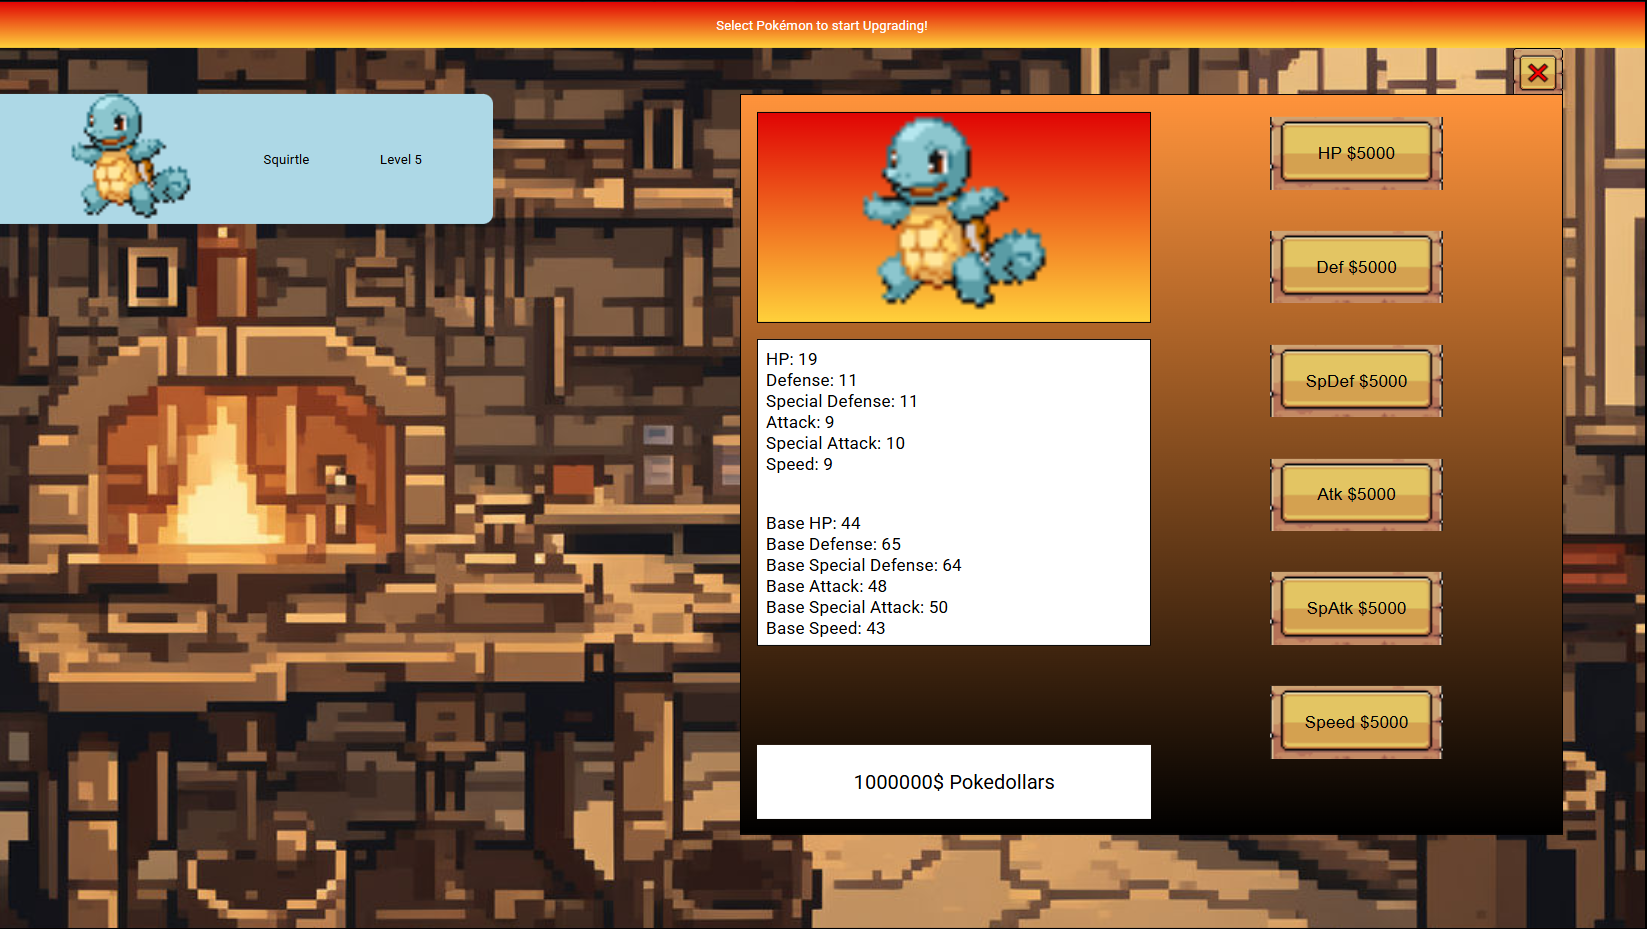 Select Pokémon to start Upgrading!
Squirtle
Level 5
HP: 19
Defense: 11
Special Defense: 11
Attack: 9
Special Attack: 10
Speed: 9
Base HP: 44
Base Defense: 65
Base Special Defense: 64
Base Attack: 48
Base Special Attack: 50
Base Speed: 43
1000000$ Pokedollars
HP $5000
Def $5000
SpDef $5000
Atk $5000
SpAtk $5000
Speed $5000